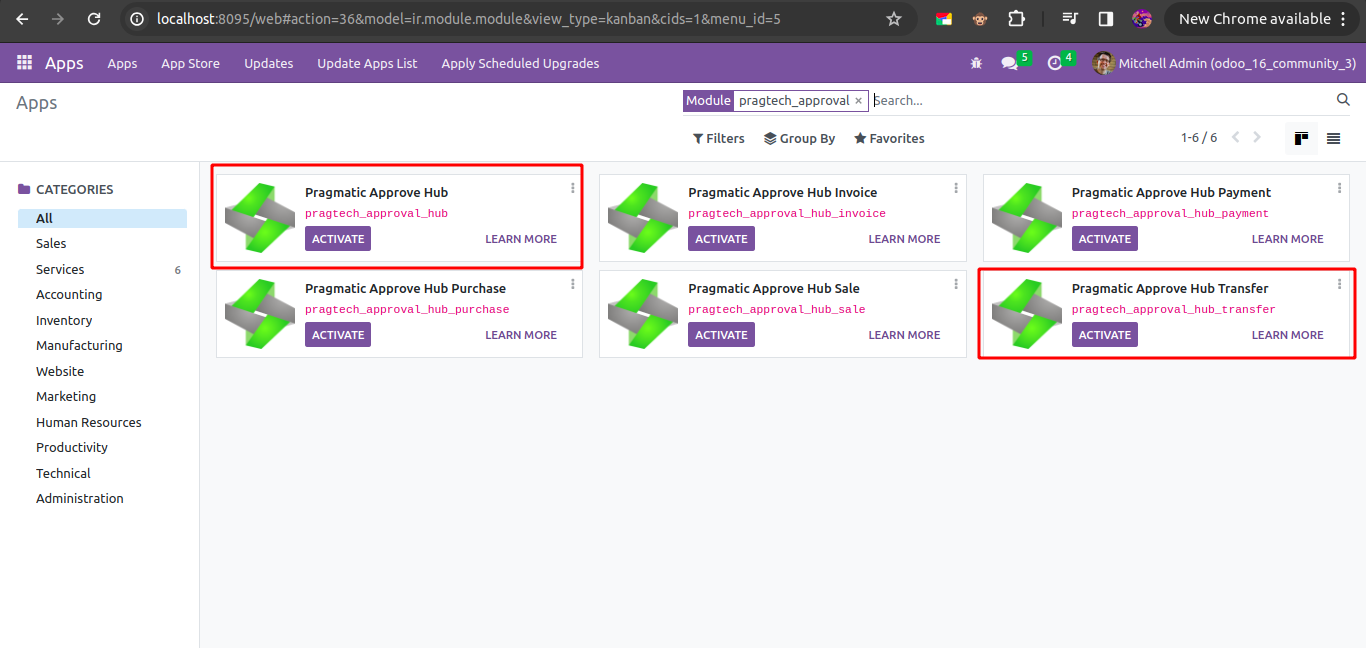 localhost:8095/web#action=36&model=ir.module.module&view_type=kanban&cids=1&menu_id=5
New Chrome available
Apps
Apps
App Store
Updates
Update Apps List
Apply Scheduled Upgrades
5
4
Mitchell Admin (odoo_16_community_3)
Apps
Module pragtech_approval ×
Search...
Filters
Group By
Favorites
1-6 / 6
CATEGORIES
All
Sales
Services 6
Accounting
Inventory
Manufacturing
Website
Marketing
Human Resources
Productivity
Technical
Administration
Pragmatic Approve Hub
pragtech_approval_hub
ACTIVATE LEARN MORE
Pragmatic Approve Hub Invoice
pragtech_approval_hub_invoice
ACTIVATE LEARN MORE
Pragmatic Approve Hub Payment
pragtech_approval_hub_payment
ACTIVATE LEARN MORE
Pragmatic Approve Hub Purchase
pragtech_approval_hub_purchase
ACTIVATE LEARN MORE
Pragmatic Approve Hub Sale
pragtech_approval_hub_sale
ACTIVATE LEARN MORE
Pragmatic Approve Hub Transfer
pragtech_approval_hub_transfer
ACTIVATE LEARN MORE